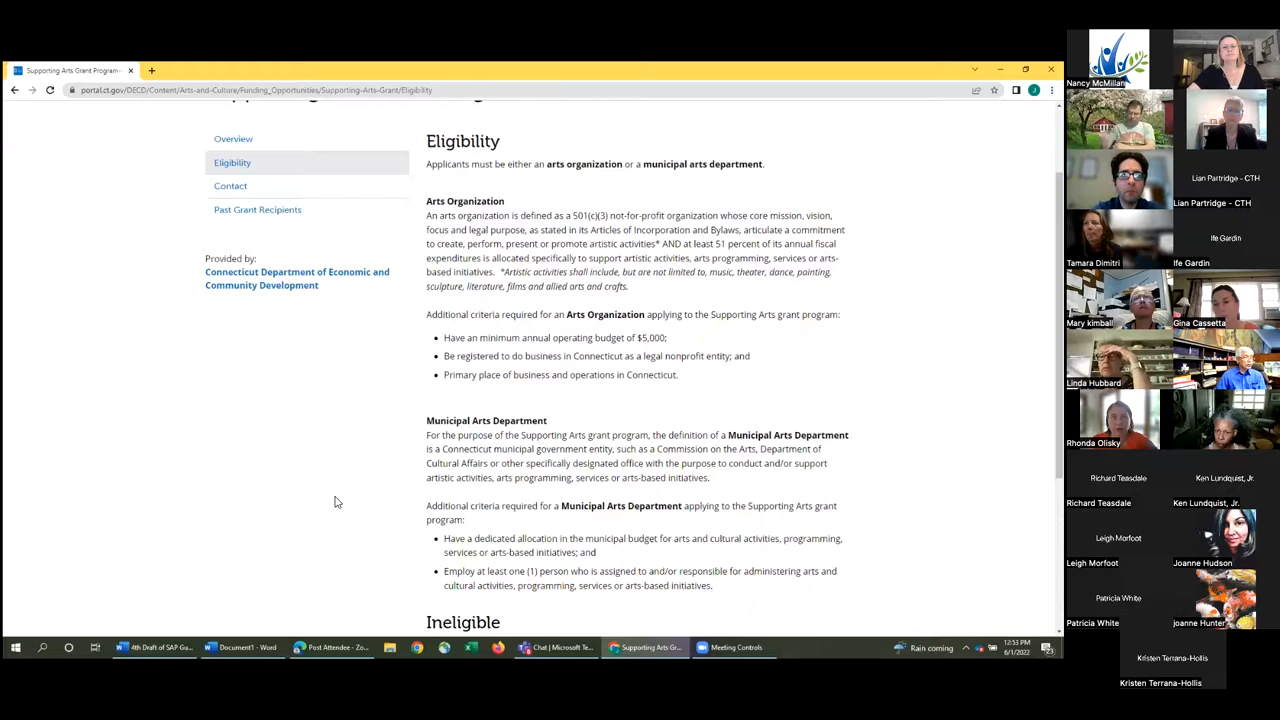 Supporting Arts Grant Program--
portal.ct.gov/DECD/Content/Arts-and-Culture/Funding_Opportunities/Supporting-Arts-Grant/Eligibility
J
Overview
Eligibility
Contact
Past Grant Recipients
Provided by:
Connecticut Department of Economic and
Community Development
Eligibility
Applicants must be either an arts organization or a municipal arts department.
Arts Organization
An arts organization is defined as a 501(c)(3) not-for-profit organization whose core mission, vision,
focus and legal purpose, as stated in its Articles of Incorporation and Bylaws, articulate a commitment
to create, perform, present or promote artistic activities* AND at least 51 percent of its annual fiscal
expenditures is allocated specifically to support artistic activities, arts programming, services or arts-
based initiatives. *Artistic activities shall include, but are not limited to, music, theater, dance, painting,
sculpture, literature, films and allied arts and crafts.
Additional criteria required for an Arts Organization applying to the Supporting Arts grant program:
• Have an minimum annual operating budget of $5,000;
• Be registered to do business in Connecticut as a legal nonprofit entity; and
• Primary place of business and operations in Connecticut.
Municipal Arts Department
For the purpose of the Supporting Arts grant program, the definition of a Municipal Arts Department
is a Connecticut municipal government entity, such as a Commission on the Arts, Department of
Cultural Affairs or other specifically designated office with the purpose to conduct and/or support
artistic activities, arts programming, services or arts-based initiatives.
Additional criteria required for a Municipal Arts Department applying to the Supporting Arts grant
program:
• Have a dedicated allocation in the municipal budget for arts and cultural activities, programming,
services or arts-based initiatives; and
• Employ at least one (1) person who is assigned to and/or responsible for administering arts and
cultural activities, programming, services or arts-based initiatives.
Ineligible
4th Draft of SAP Gu...
Document1 - Word
Post Attendee - Zo...
Chat | Microsoft Te...
Supporting Arts Gr...
Meeting Controls
Rain coming
12:53 PM
6/1/2022
23
Nancy McMillan
Lian Partridge - CTH
Lian Partridge - CTH
Tamara Dimitri
Ife Gardin
Ife Gardin
Mary kimball
Gina Cassetta
Linda Hubbard
Rhonda Olisky
Richard Teasdale
Richard Teasdale
Ken Lundquist, Jr.
Ken Lundquist, Jr.
Leigh Morfoot
Leigh Morfoot
Joanne Hudson
Patricia White
Patricia White
joanne Hunter
Kristen Terrana-Hollis
Kristen Terrana-Hollis